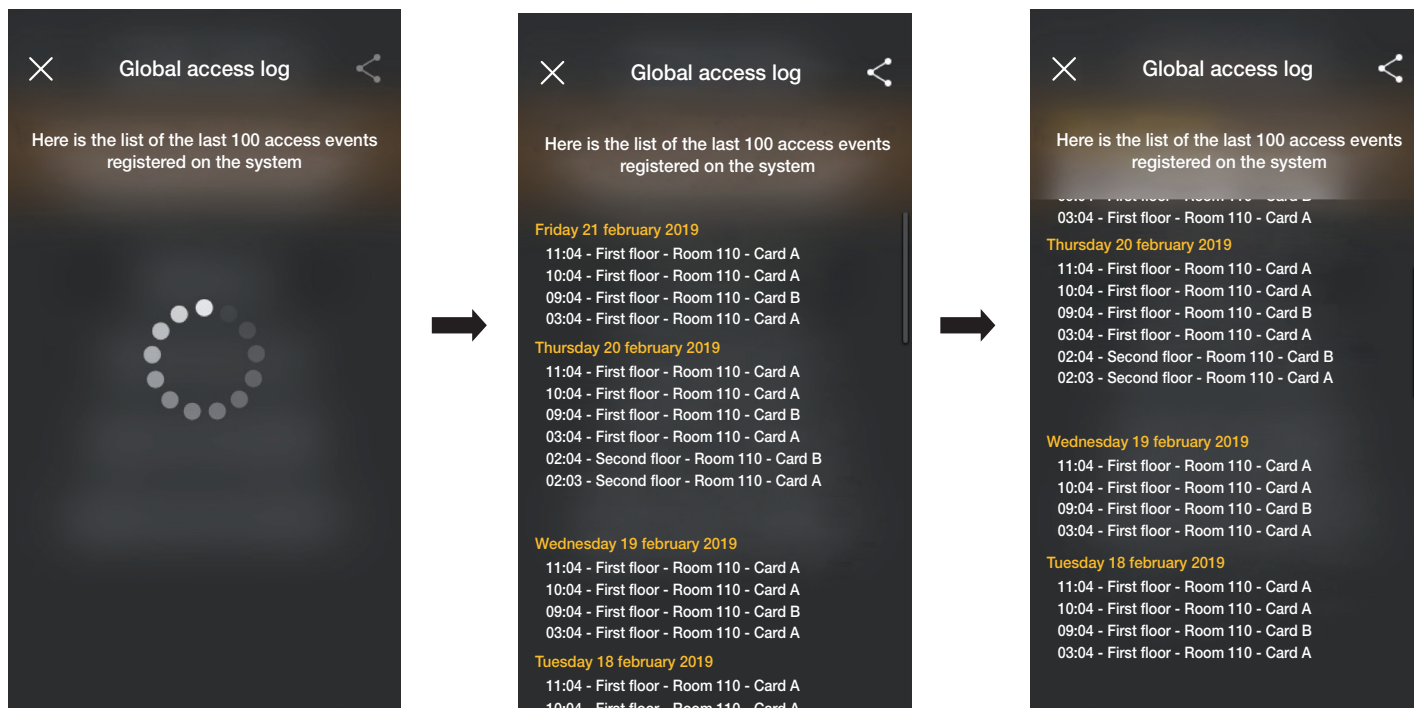 Global access log
Here is the list of the last 100 access events
registered on the system
Global access log
Here is the list of the last 100 access events
registered on the system
Friday 21 february 2019
11:04 - First floor - Room 110 - Card A
10:04 - First floor - Room 110 - Card A
09:04 - First floor - Room 110 - Card B
03:04 - First floor - Room 110 - Card A
Thursday 20 february 2019
11:04 - First floor - Room 110 - Card A
10:04 - First floor - Room 110 - Card A
09:04 - First floor - Room 110 - Card B
03:04 - First floor - Room 110 - Card A
02:04 - Second floor - Room 110 - Card B
02:03 - Second floor - Room 110 - Card A
Wednesday 19 february 2019
11:04 - First floor - Room 110 - Card A
10:04 - First floor - Room 110 - Card A
09:04 - First floor - Room 110 - Card B
03:04 - First floor - Room 110 - Card A
Tuesday 18 february 2019
11:04 - First floor - Room 110 - Card A
10:04 - First floor - Room 110 - Card A
Global access log
Here is the list of the last 100 access events
registered on the system
03:04 - First floor - Room 110 - Card A
Thursday 20 february 2019
11:04 - First floor - Room 110 - Card A
10:04 - First floor - Room 110 - Card A
09:04 - First floor - Room 110 - Card B
03:04 - First floor - Room 110 - Card A
02:04 - Second floor - Room 110 - Card B
02:03 - Second floor - Room 110 - Card A
Wednesday 19 february 2019
11:04 - First floor - Room 110 - Card A
10:04 - First floor - Room 110 - Card A
09:04 - First floor - Room 110 - Card B
03:04 - First floor - Room 110 - Card A
Tuesday 18 february 2019
11:04 - First floor - Room 110 - Card A
10:04 - First floor - Room 110 - Card A
09:04 - First floor - Room 110 - Card B
03:04 - First floor - Room 110 - Card A